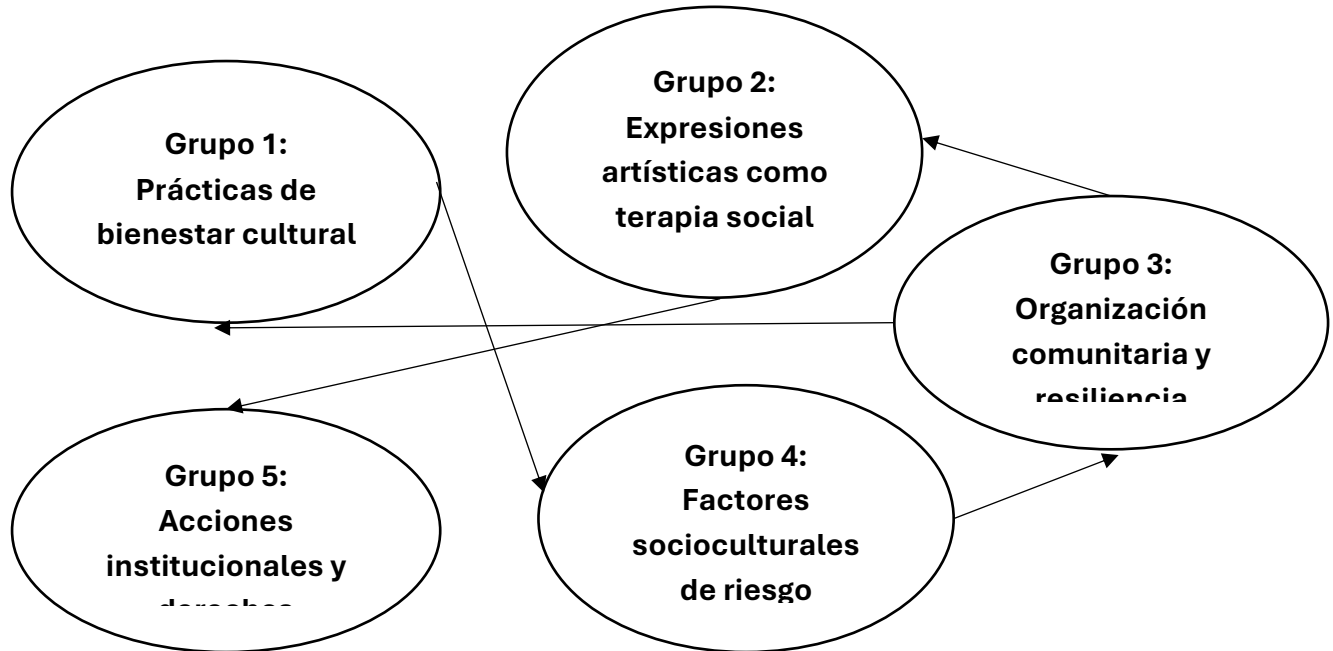 Grupo 1:
Prácticas de
bienestar cultural
Grupo 2:
Expresiones
artísticas como
terapia social
Grupo 3:
Organización
comunitaria y
resiliencia
Grupo 4:
Factores
socioculturales
de riesgo
Grupo 5:
Acciones
institucionales y